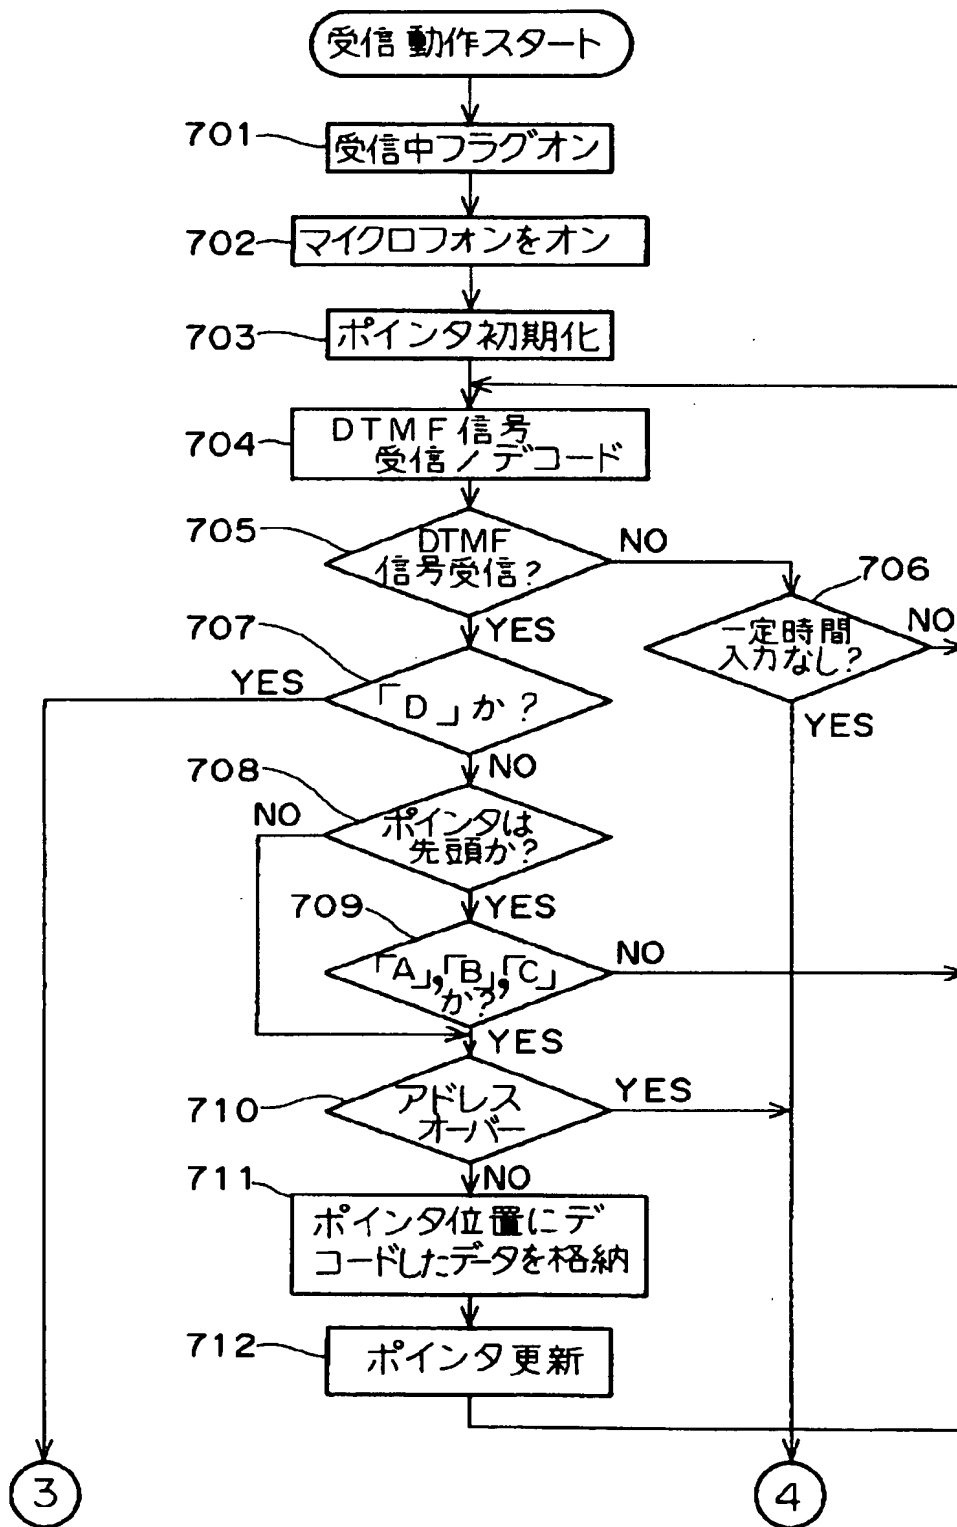 受信動作スタート
701
受信中フラグオン
702
マイクロフォンをオン
703
ポインタ初期化
704
DTMF信号
受信/デコード
705
DTMF
信号受信?
NO
706
一定時間
入力なし?
NO
YES
YES
707
「D」か?
YES
NO
708
ポインタは
先頭か?
NO
YES
709
「A」,「B」,「C」
か?
NO
YES
710
アドレス
オーバー
YES
NO
711
ポインタ位置にデ
コードしたデータを格納
712
ポインタ更新
3
4